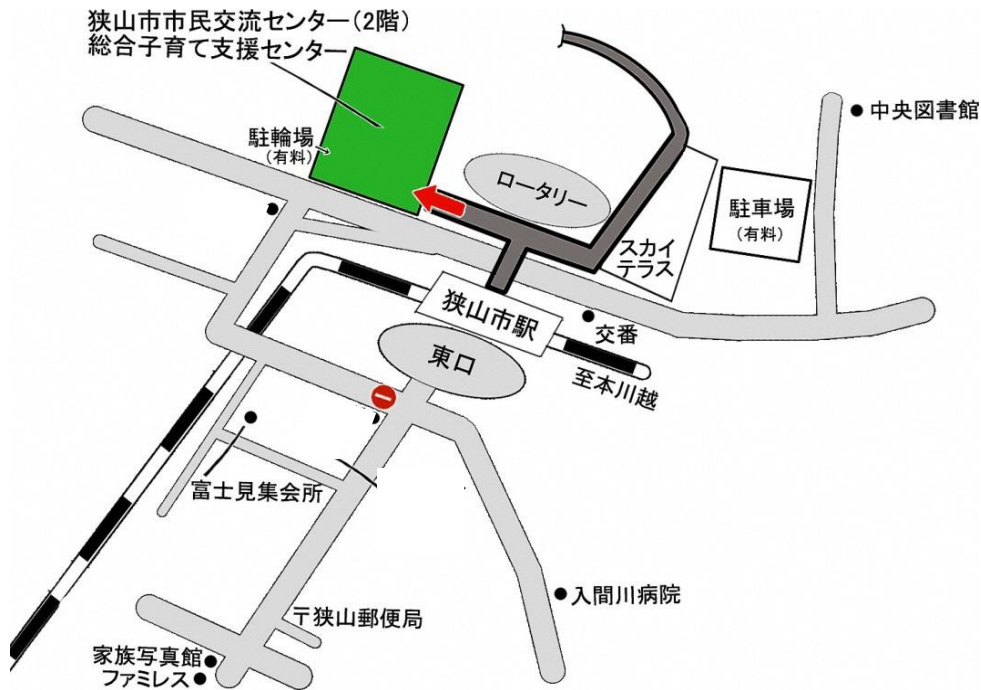 狭山市市民交流センター(2階)
総合子育て支援センター
中央図書館
駐輪場
(有料)
ロータリー
駐車場
(有料)
スカイ
テラス
狭山市駅
交番
東口
至本川越
富士見集会所
入間川病院
〒狭山郵便局
家族写真館
ファミレス